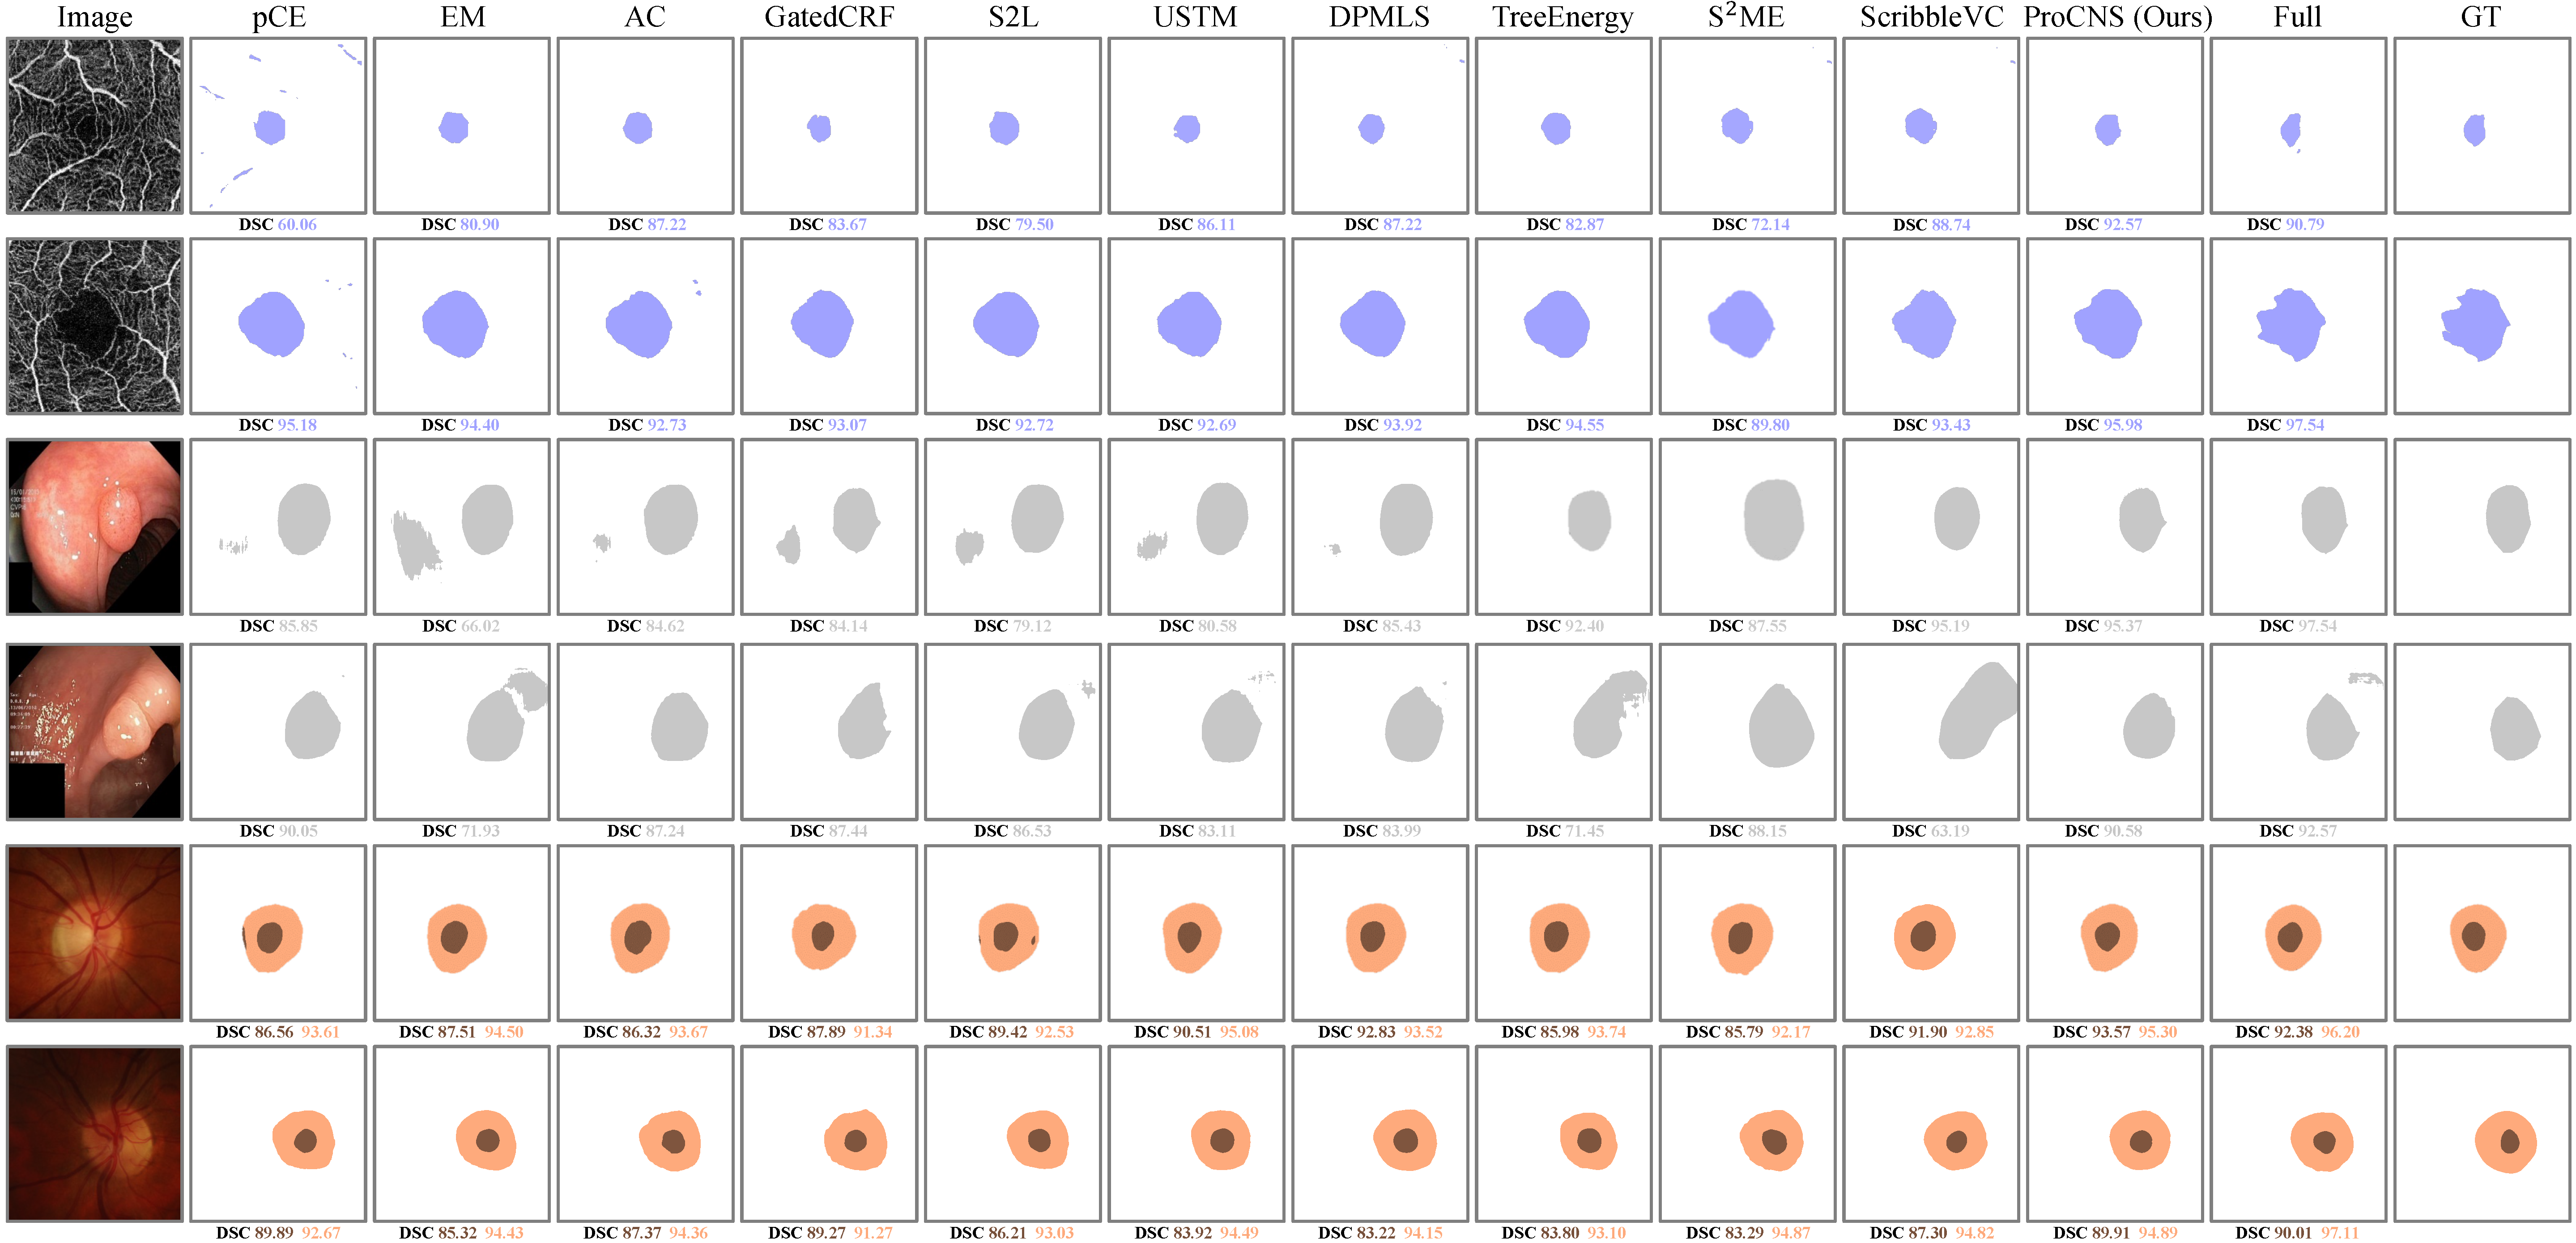 Image pCE EM AC GatedCRF S2L USTM DPMLS TreeEnergy S²ME ScribbleVC ProCNS (Ours) Full GT
DSC 60.06 DSC 80.90 DSC 87.22 DSC 83.67 DSC 79.50 DSC 86.11 DSC 87.22 DSC 82.87 DSC 72.14 DSC 88.74 DSC 92.57 DSC 90.79
DSC 95.18 DSC 94.40 DSC 92.73 DSC 93.07 DSC 92.72 DSC 92.69 DSC 93.92 DSC 94.55 DSC 89.80 DSC 93.43 DSC 95.98 DSC 97.54
DSC 85.85 DSC 66.02 DSC 84.62 DSC 84.14 DSC 79.12 DSC 80.58 DSC 85.43 DSC 92.40 DSC 87.55 DSC 95.19 DSC 95.37 DSC 97.54
DSC 90.05 DSC 71.93 DSC 87.24 DSC 87.44 DSC 86.53 DSC 83.11 DSC 83.99 DSC 71.45 DSC 88.15 DSC 63.19 DSC 90.58 DSC 92.57
DSC 86.56 93.61 DSC 87.51 94.50 DSC 86.32 93.67 DSC 87.89 91.34 DSC 89.42 92.53 DSC 90.51 95.08 DSC 92.83 93.52 DSC 85.98 93.74 DSC 85.79 92.17 DSC 91.90 92.85 DSC 93.57 95.30 DSC 92.38 96.20
DSC 89.89 92.67 DSC 85.32 94.43 DSC 87.37 94.36 DSC 89.27 91.27 DSC 86.21 93.03 DSC 83.92 94.49 DSC 83.22 94.15 DSC 83.80 93.10 DSC 83.29 94.87 DSC 87.30 94.82 DSC 89.91 94.89 DSC 90.01 97.11